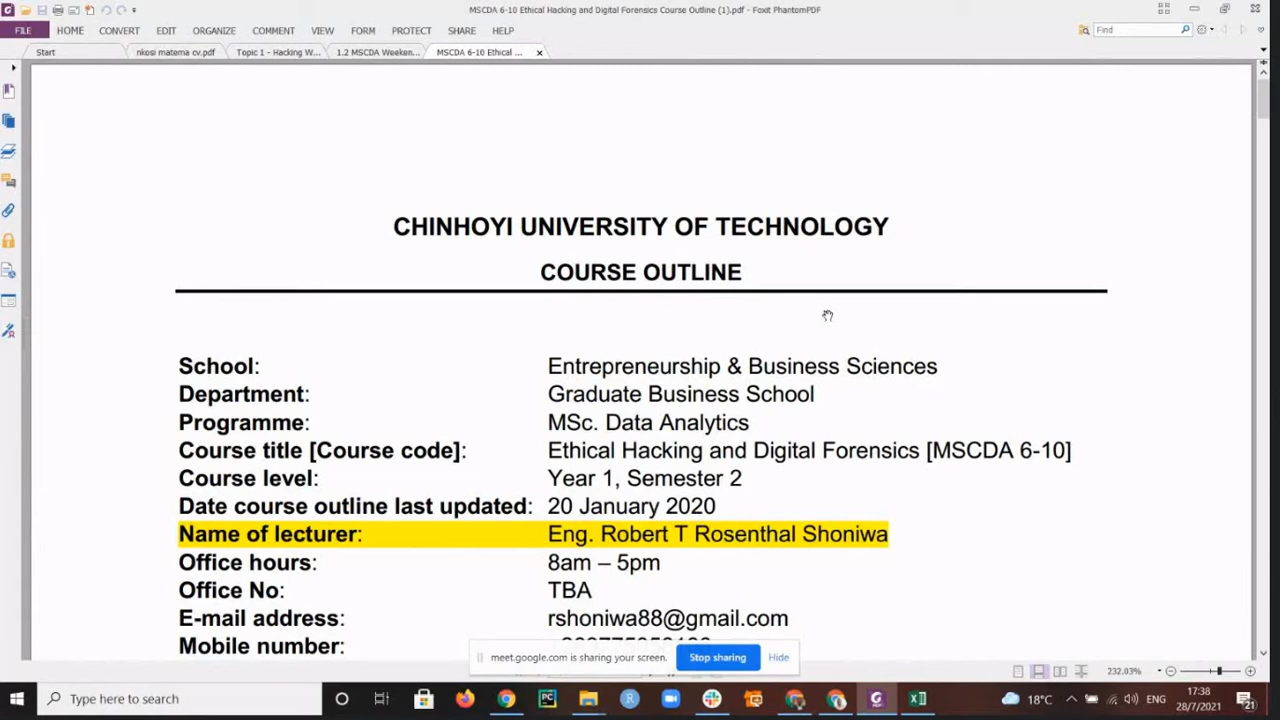 MSCDA 6-10 Ethical Hacking and Digital Forensics Course Outline (1).pdf - Foxit PhantomPDF
FILE HOME CONVERT EDIT ORGANIZE COMMENT VIEW FORM PROTECT SHARE HELP
Find
Start nkosi matema cv.pdf Topic 1 - Hacking W... 1.2 MSCDA Weeken... MSCDA 6-10 Ethical ...
CHINHOYI UNIVERSITY OF TECHNOLOGY
COURSE OUTLINE
School: Entrepreneurship & Business Sciences
Department: Graduate Business School
Programme: MSc. Data Analytics
Course title [Course code]: Ethical Hacking and Digital Forensics [MSCDA 6-10]
Course level: Year 1, Semester 2
Date course outline last updated: 20 January 2020
Name of lecturer: Eng. Robert T Rosenthal Shoniwa
Office hours: 8am – 5pm
Office No: TBA
E-mail address: rshoniwa88@gmail.com
Mobile number:
meet.google.com is sharing your screen. Stop sharing Hide
232.03%
Type here to search
18°C ENG 17:38
28/7/2021
21